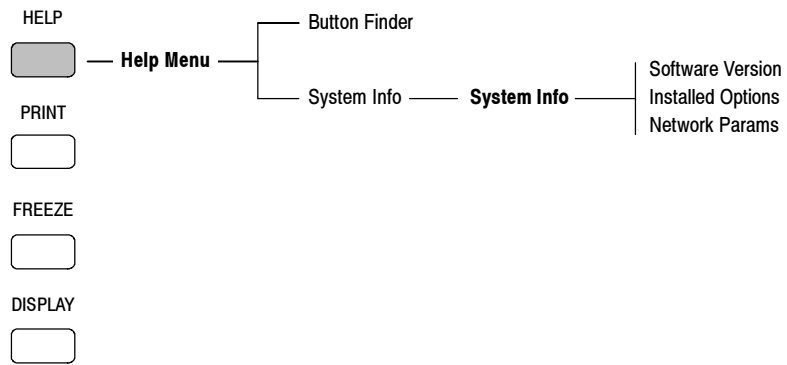 HELP
Help Menu
Button Finder
System Info
System Info
Software Version
Installed Options
Network Params
PRINT
FREEZE
DISPLAY